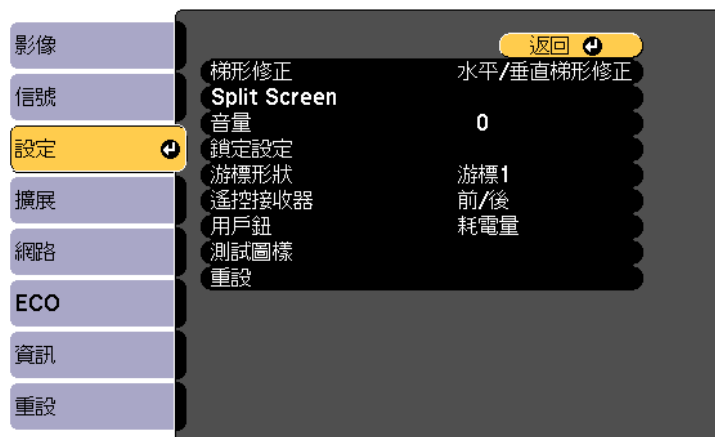 影像
信號
設定
擴展
網路
ECO
資訊
重設
返回
梯形修正 水平/垂直梯形修正
Split Screen
音量 0
鎖定設定
游標形狀 游標1
遙控接收器 前/後
用戶鈕 耗電量
測試圖樣
重設